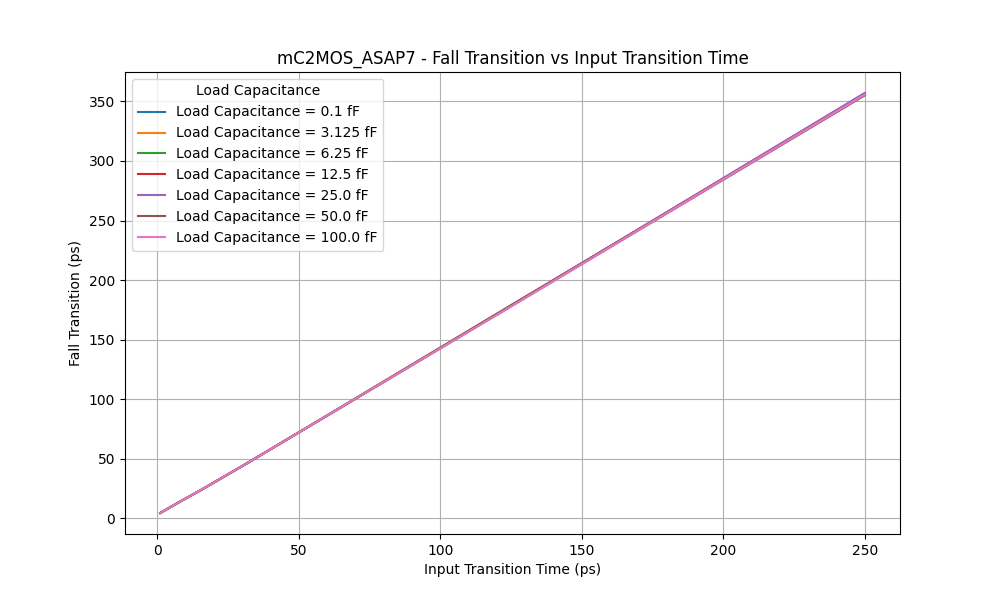 mC2MOS_ASAP7 - Fall Transition vs Input Transition Time
Load Capacitance
Load Capacitance = 0.1 fF
Load Capacitance = 3.125 fF
Load Capacitance = 6.25 fF
Load Capacitance = 12.5 fF
Load Capacitance = 25.0 fF
Load Capacitance = 50.0 fF
Load Capacitance = 100.0 fF
Fall Transition (ps)
350
300
250
200
150
100
50
0
0 50 100 150 200 250
Input Transition Time (ps)